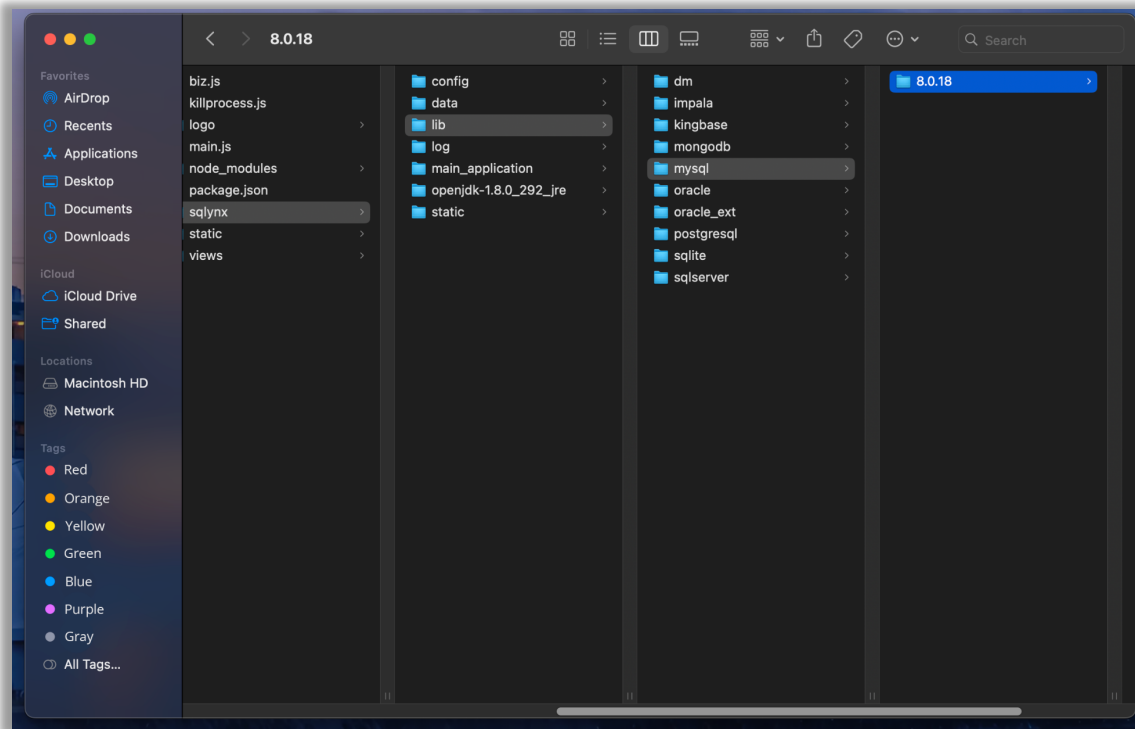 8.0.18
Search
Favorites
AirDrop
Recents
Applications
Desktop
Documents
Downloads
iCloud
iCloud Drive
Shared
Locations
Macintosh HD
Network
Tags
Red
Orange
Yellow
Green
Blue
Purple
Gray
All Tags...
biz.js
killprocess.js
logo
main.js
node_modules
package.json
sqlynx
static
views
config
data
lib
log
main_application
openjdk-1.8.0_292_jre
static
dm
impala
kingbase
mongodb
mysql
oracle
oracle_ext
postgresql
sqlite
sqlserver
8.0.18